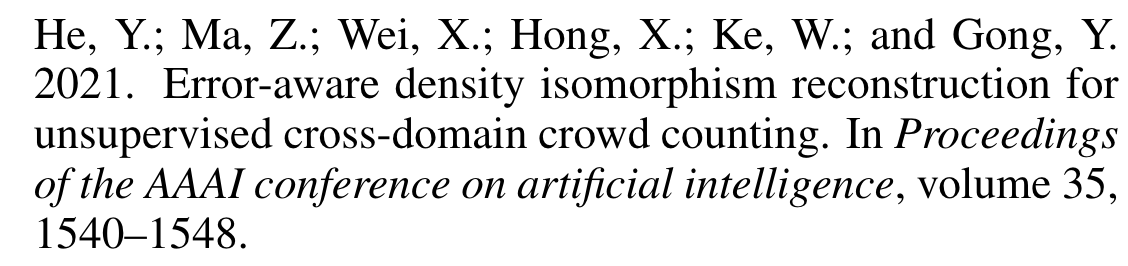 He, Y.; Ma, Z.; Wei, X.; Hong, X.; Ke, W.; and Gong, Y.
2021. Error-aware density isomorphism reconstruction for
unsupervised cross-domain crowd counting. In Proceedings
of the AAAI conference on artificial intelligence, volume 35,
1540–1548.